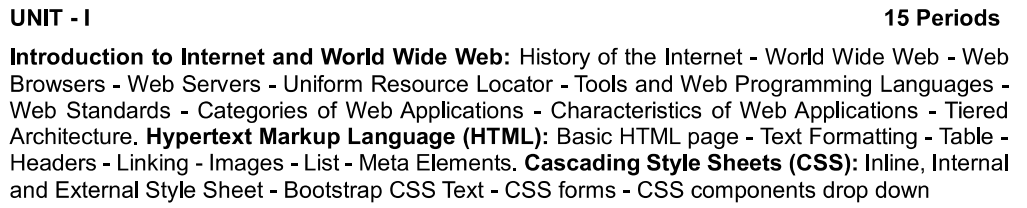 UNIT - I 15 Periods
Introduction to Internet and World Wide Web: History of the Internet - World Wide Web - Web
Browsers - Web Servers - Uniform Resource Locator - Tools and Web Programming Languages -
Web Standards - Categories of Web Applications - Characteristics of Web Applications - Tiered
Architecture. Hypertext Markup Language (HTML): Basic HTML page - Text Formatting - Table -
Headers - Linking - Images - List - Meta Elements. Cascading Style Sheets (CSS): Inline, Internal
and External Style Sheet - Bootstrap CSS Text - CSS forms - CSS components drop down